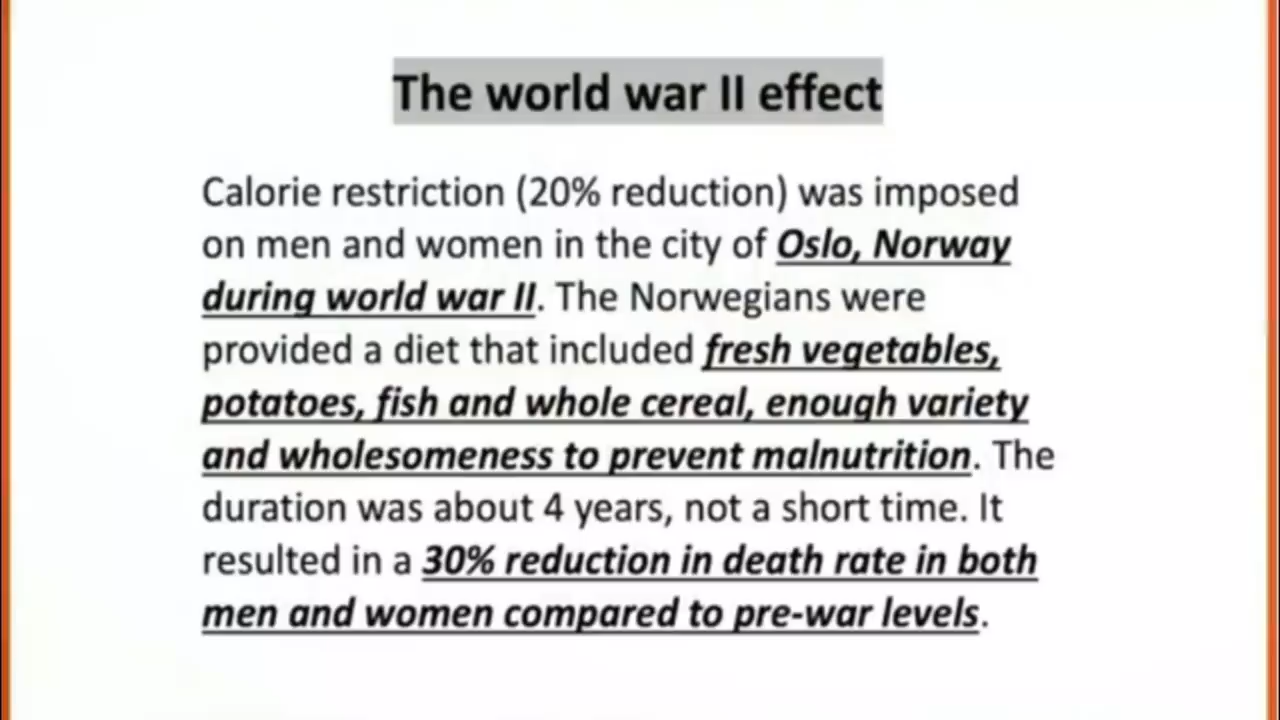 The world war II effect
Calorie restriction (20% reduction) was imposed
on men and women in the city of Oslo, Norway
during world war II. The Norwegians were
provided a diet that included fresh vegetables,
potatoes, fish and whole cereal, enough variety
and wholesomeness to prevent malnutrition. The
duration was about 4 years, not a short time. It
resulted in a 30% reduction in death rate in both
men and women compared to pre-war levels.